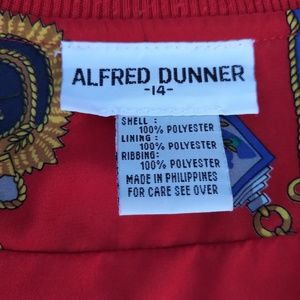 ALFRED DUNNER
-14-
SHELL :
100% POLYESTER
LINING :
100% POLYESTER
RIBBING:
100% POLYESTER
MADE IN PHILIPPINES
FOR CARE SEE OVER